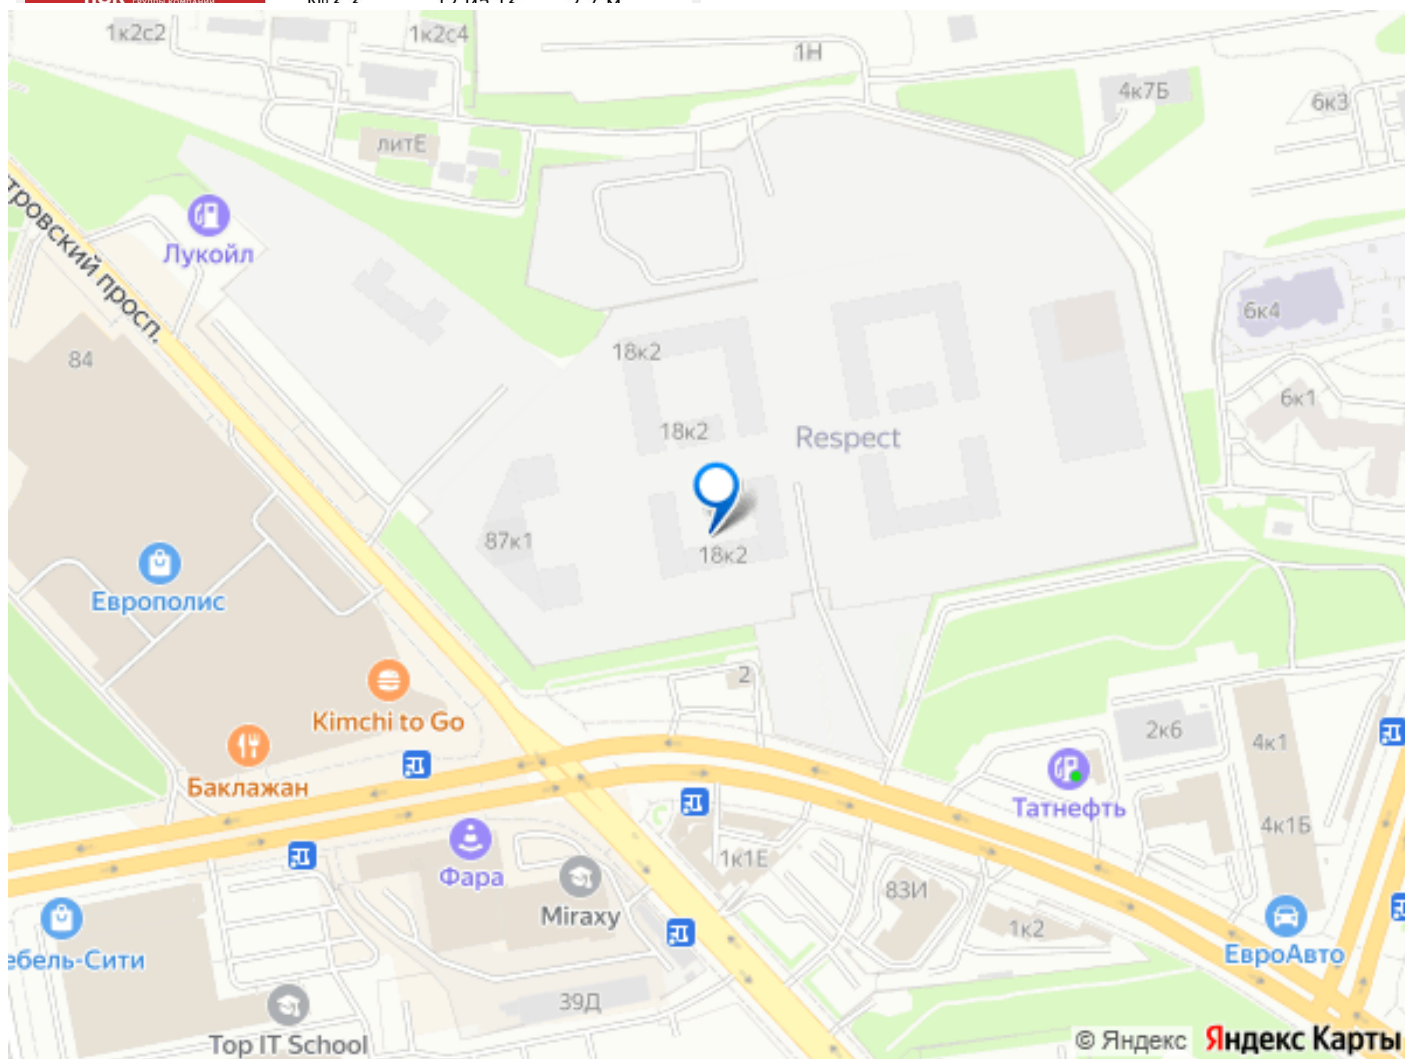 1к2с2
1к2с4
1Н
4к7Б
6к3
литЕ
Лукойл
тровский просп.
6к4
84
18к2
6к1
18к2
Respect
87к1
18к2
Европолис
2
Kimchi to Go
2к6
4к1
Баклажан
Татнефть
4к1Б
1к1Е
Фара
83И
Miraxy
1к2
ЕвроАвто
ебель-Сити
39Д
Top IT School
© Яндекс Яндекс Карты